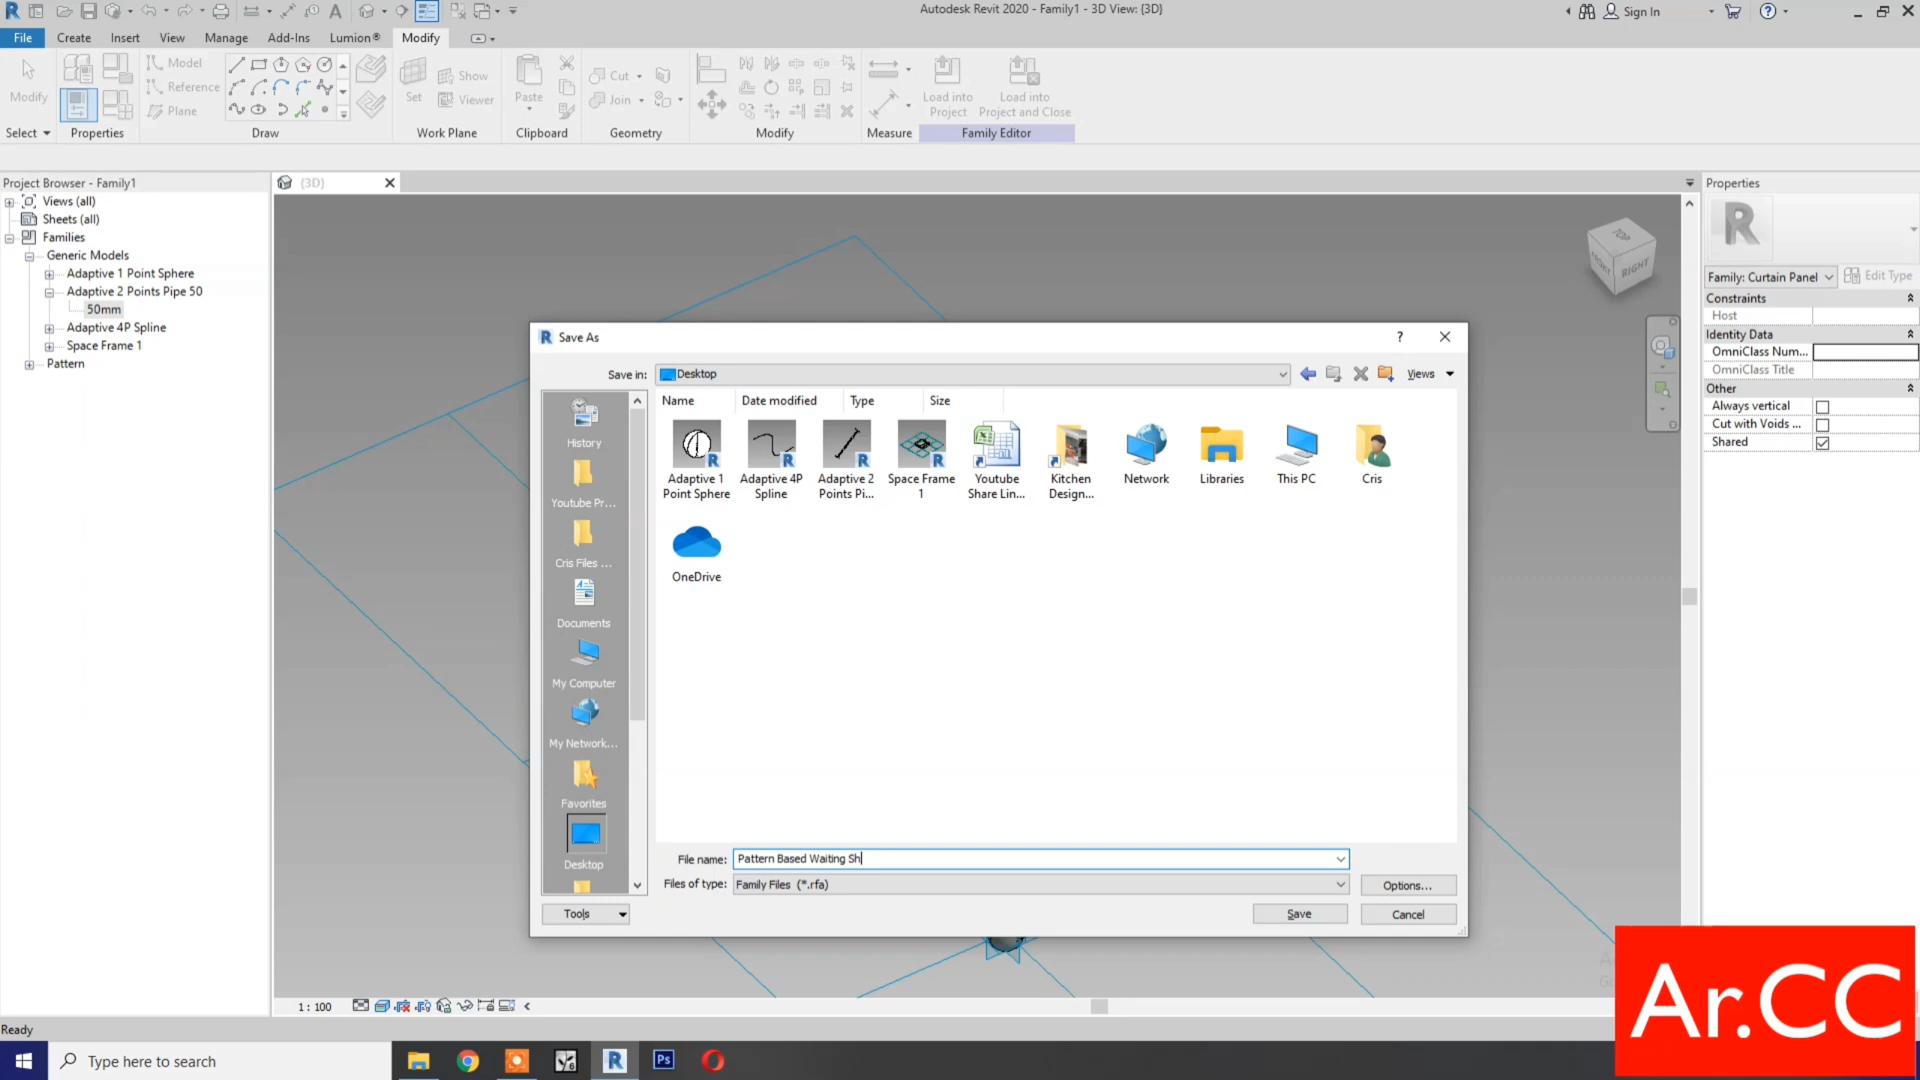 Autodesk Revit 2020 - Family1 - 3D View: {3D}
Sign In
File
Create
Insert
View
Manage
Add-Ins
Lumion®
Modify
Modify
Model
Reference
Plane
Set
Show
Viewer
Paste
Cut
Join
Load into
Project
Load into
Project and Close
Select
Properties
Draw
Work Plane
Clipboard
Geometry
Modify
Measure
Family Editor
Project Browser - Family1
Views (all)
Sheets (all)
Families
Generic Models
Adaptive 1 Point Sphere
Adaptive 2 Points Pipe 50
50mm
Adaptive 4P Spline
Space Frame 1
Pattern
{3D}
TOP
FRONT
RIGHT
Properties
Family: Curtain Panel
Edit Type
Constraints
Host
Identity Data
OmniClass Num...
OmniClass Title
Other
Always vertical
Cut with Voids ...
Shared
Save As
Save in:
Desktop
Views
Name
Date modified
Type
Size
History
Youtube Pr...
Cris Files ...
Documents
My Computer
My Network...
Favorites
Desktop
Adaptive 1
Point Sphere
Adaptive 4P
Spline
Adaptive 2
Points Pi...
Space Frame
1
Youtube
Share Lin...
Kitchen
Design...
Network
Libraries
This PC
Cris
OneDrive
File name:
Pattern Based Waiting Sh
Files of type:
Family Files (*.rfa)
Options...
Tools
Save
Cancel
1 : 100
Ready
Type here to search
Ps
Ar.CC